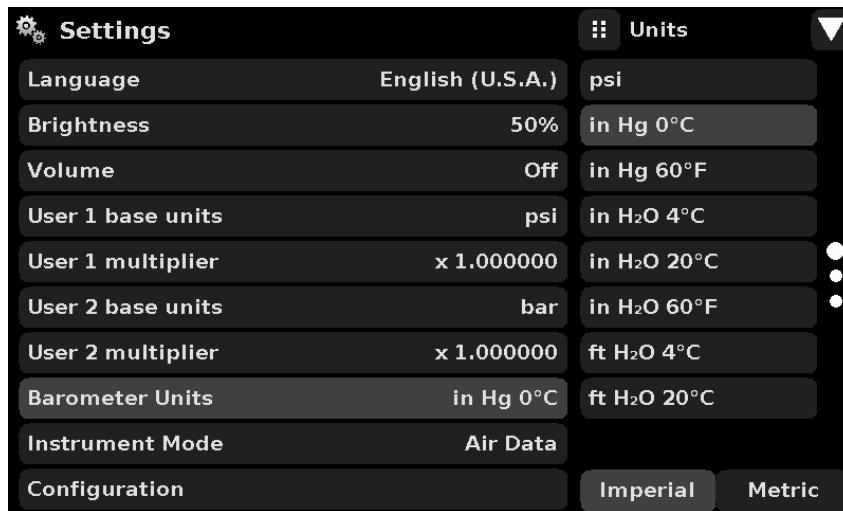 Settings
Units
Language English (U.S.A.)
psi
Brightness 50%
in Hg 0°C
Volume Off
in Hg 60°F
User 1 base units psi
in H₂O 4°C
User 1 multiplier x 1.000000
in H₂O 20°C
User 2 base units bar
in H₂O 60°F
User 2 multiplier x 1.000000
ft H₂O 4°C
Barometer Units in Hg 0°C
ft H₂O 20°C
Instrument Mode Air Data
Configuration
Imperial Metric